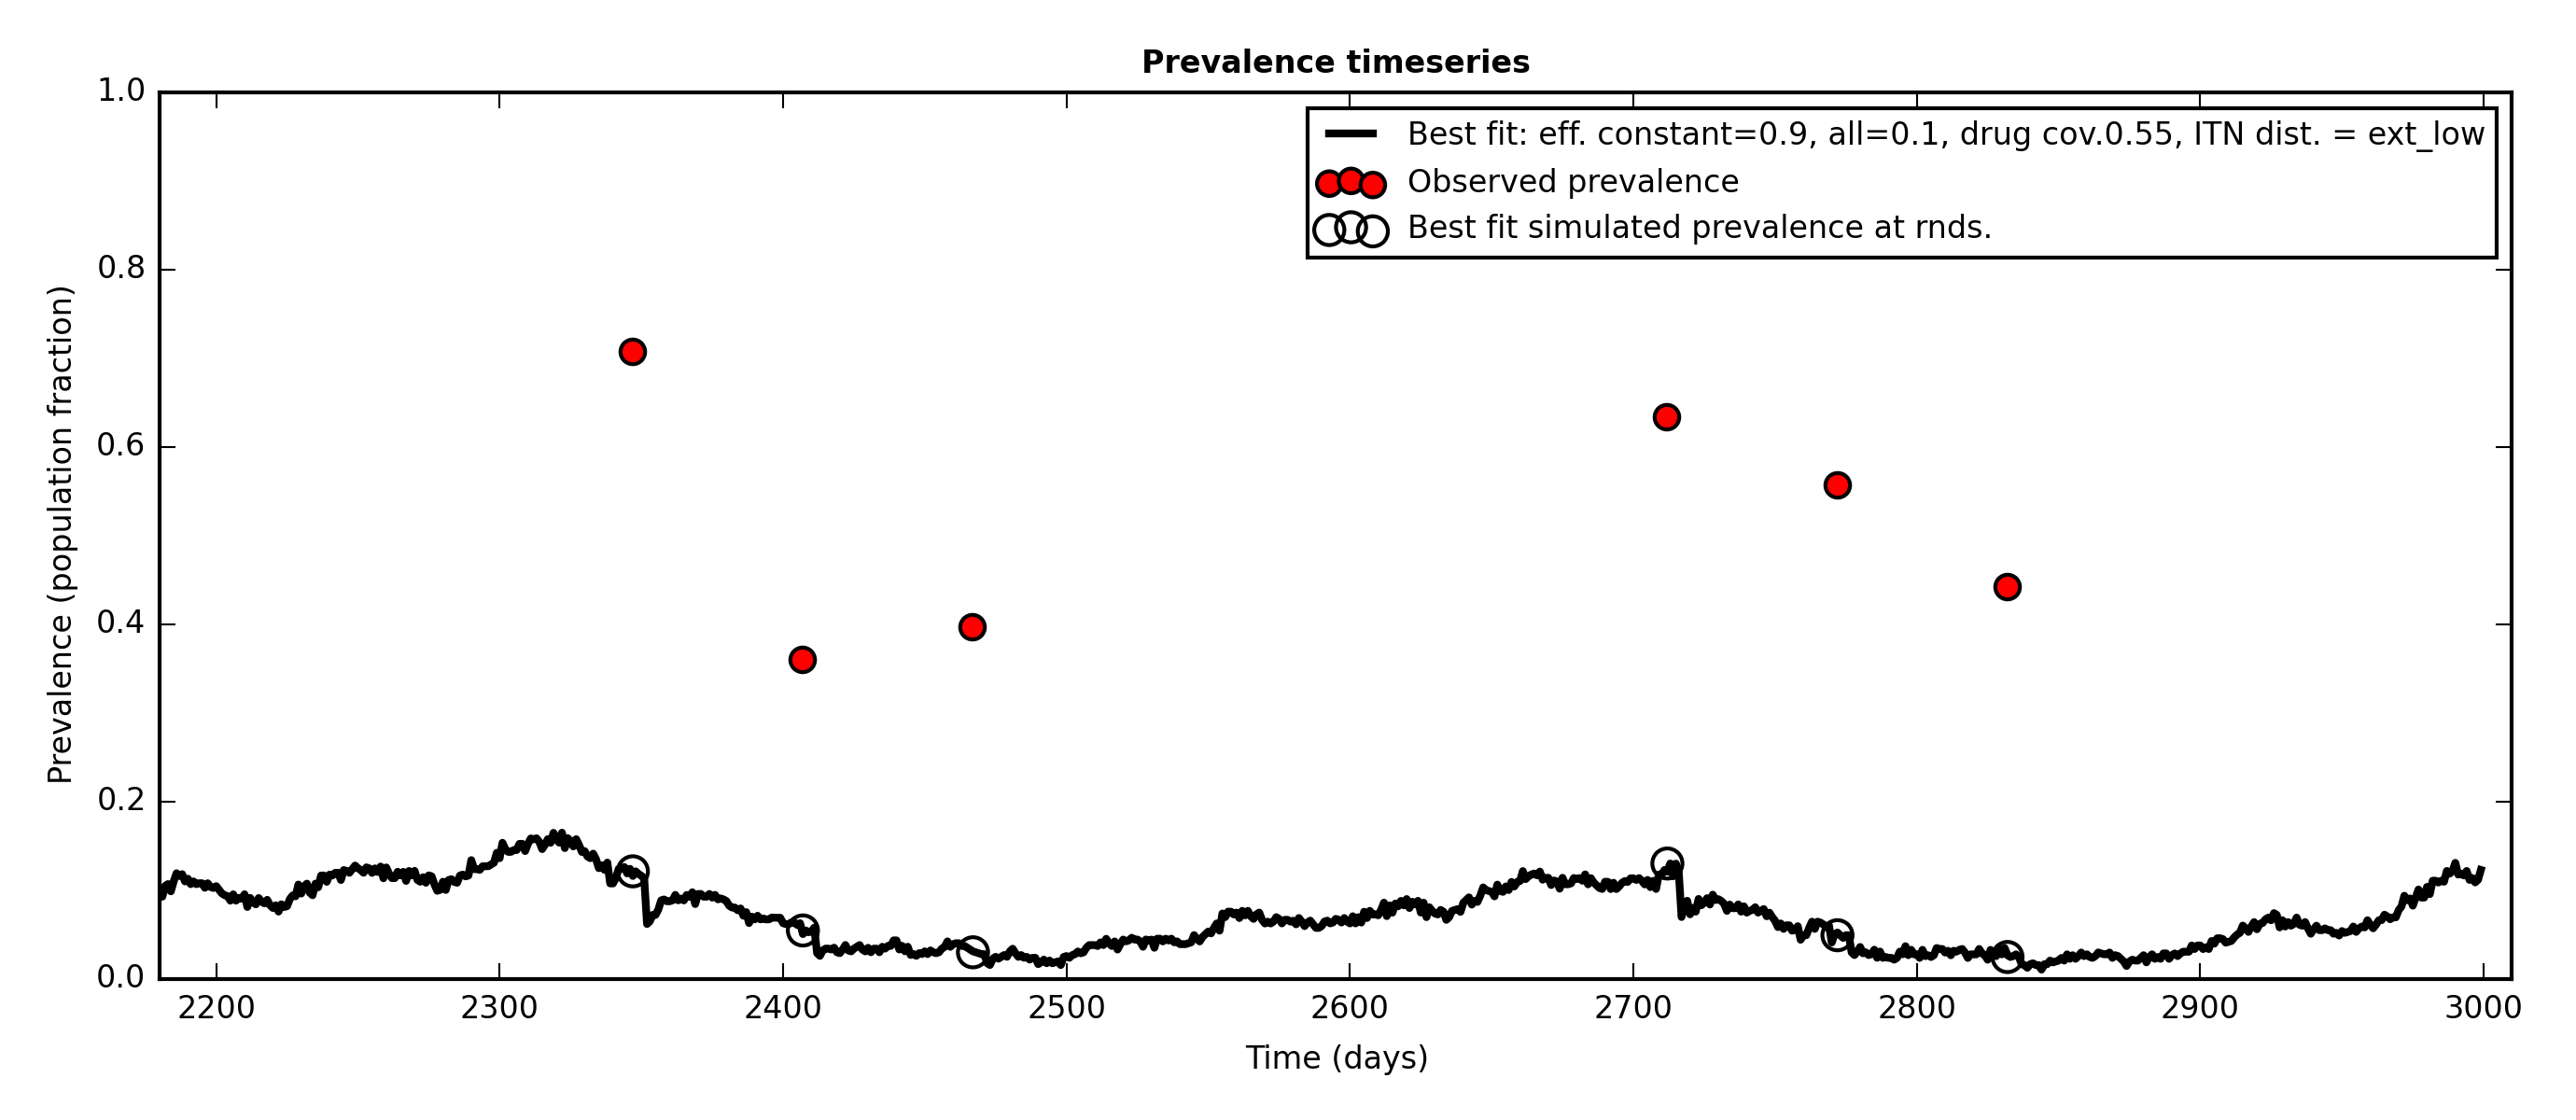 Prevalence timeseries
1.0
0.8
0.6
0.4
0.2
0.0
Prevalence (population fraction)
Best fit: eff. constant=0.9, all=0.1, drug cov.0.55, ITN dist. = ext_low
Observed prevalence
Best fit simulated prevalence at rnds.
2200 2300 2400 2500 2600 2700 2800 2900 3000
Time (days)